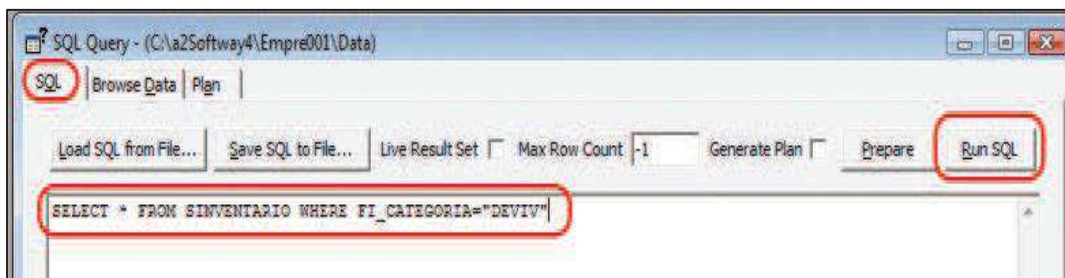 SQL Query - (C:\a2Softway4\Empre001\Data)
SQL Browse Data Plan
Load SQL from File... Save SQL to File... Live Result Set Max Row Count -1 Generate Plan Prepare Run SQL
SELECT * FROM SINVENTARIO WHERE FI_CATEGORIA="DEVIV"